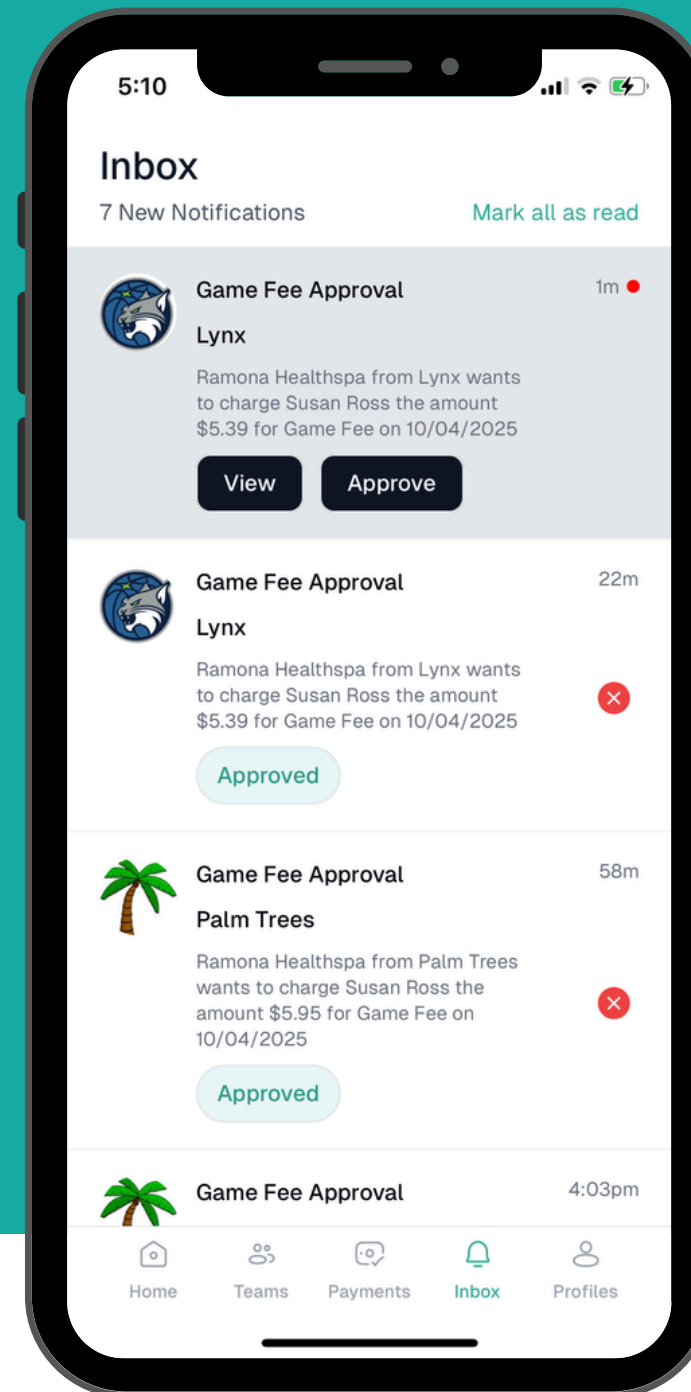 5:10
Inbox
7 New Notifications Mark all as read
Game Fee Approval 1m
Lynx
Ramona Healthspa from Lynx wants
to charge Susan Ross the amount
$5.39 for Game Fee on 10/04/2025
View Approve
Game Fee Approval 22m
Lynx
Ramona Healthspa from Lynx wants
to charge Susan Ross the amount
$5.39 for Game Fee on 10/04/2025
Approved
Game Fee Approval 58m
Palm Trees
Ramona Healthspa from Palm Trees
wants to charge Susan Ross the
amount $5.95 for Game Fee on
10/04/2025
Approved
Game Fee Approval 4:03pm
Home Teams Payments Inbox Profiles